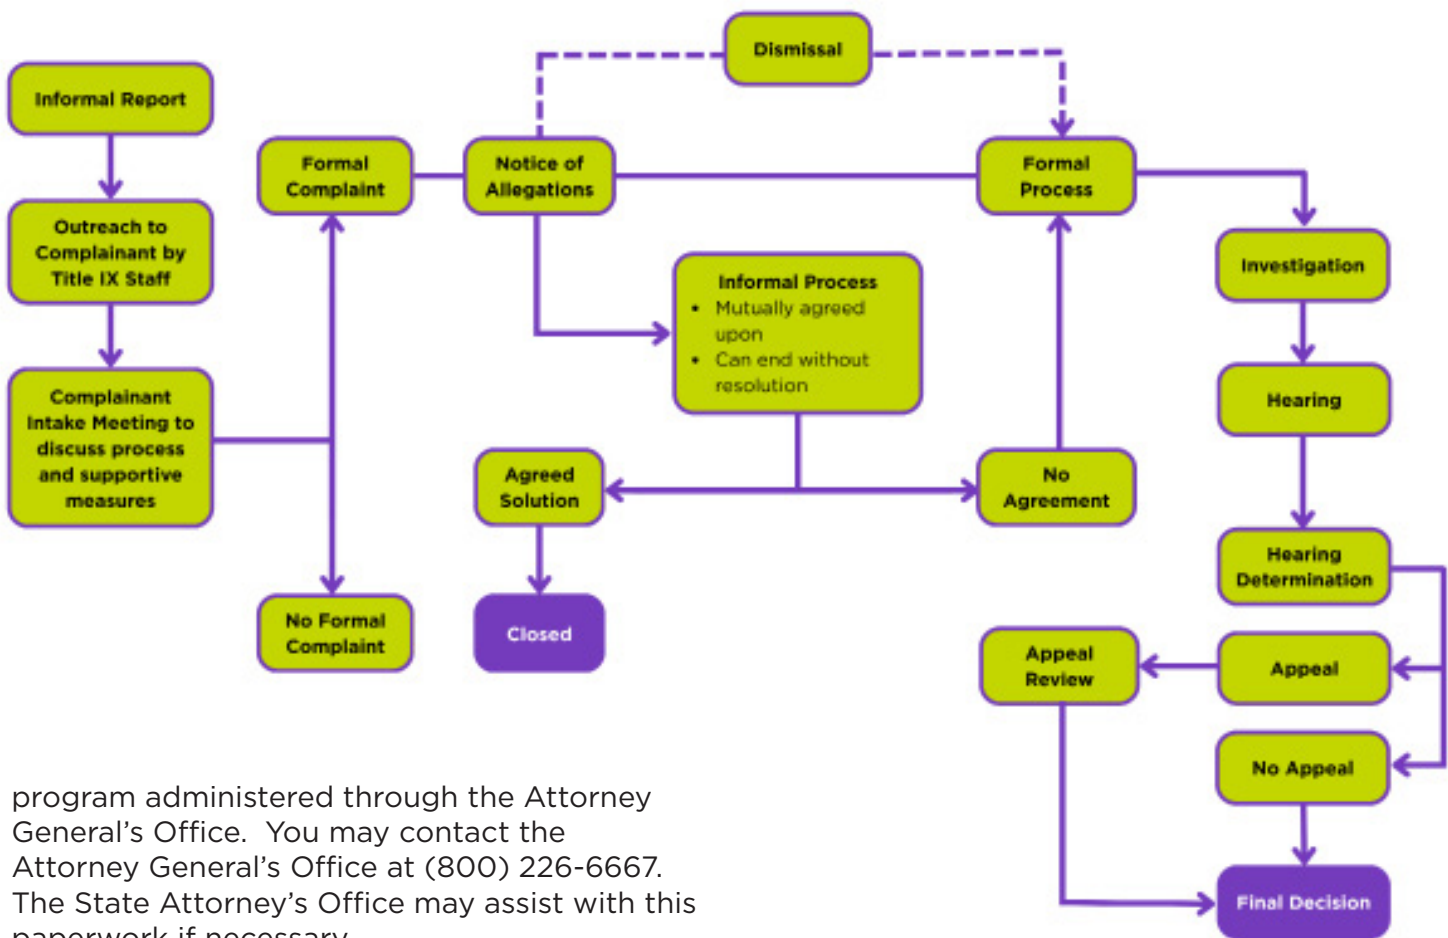 Dismissal
Informal Report
Outreach to
Complainant by
Title IX Staff
Complainant
Intake Meeting to
discuss process
and supportive
measures
Formal
Complaint
No Formal
Complaint
Notice of
Allegations
Informal Process
• Mutually agreed
upon
• Can end without
resolution
Agreed
Solution
Closed
No
Agreement
Formal
Process
Investigation
Hearing
Hearing
Determination
Appeal
Appeal
Review
No Appeal
Final Decision
program administered through the Attorney
General’s Office.  You may contact the
Attorney General’s Office at (800) 226-6667.
The State Attorney’s Office may assist with this
paperwork if necessary